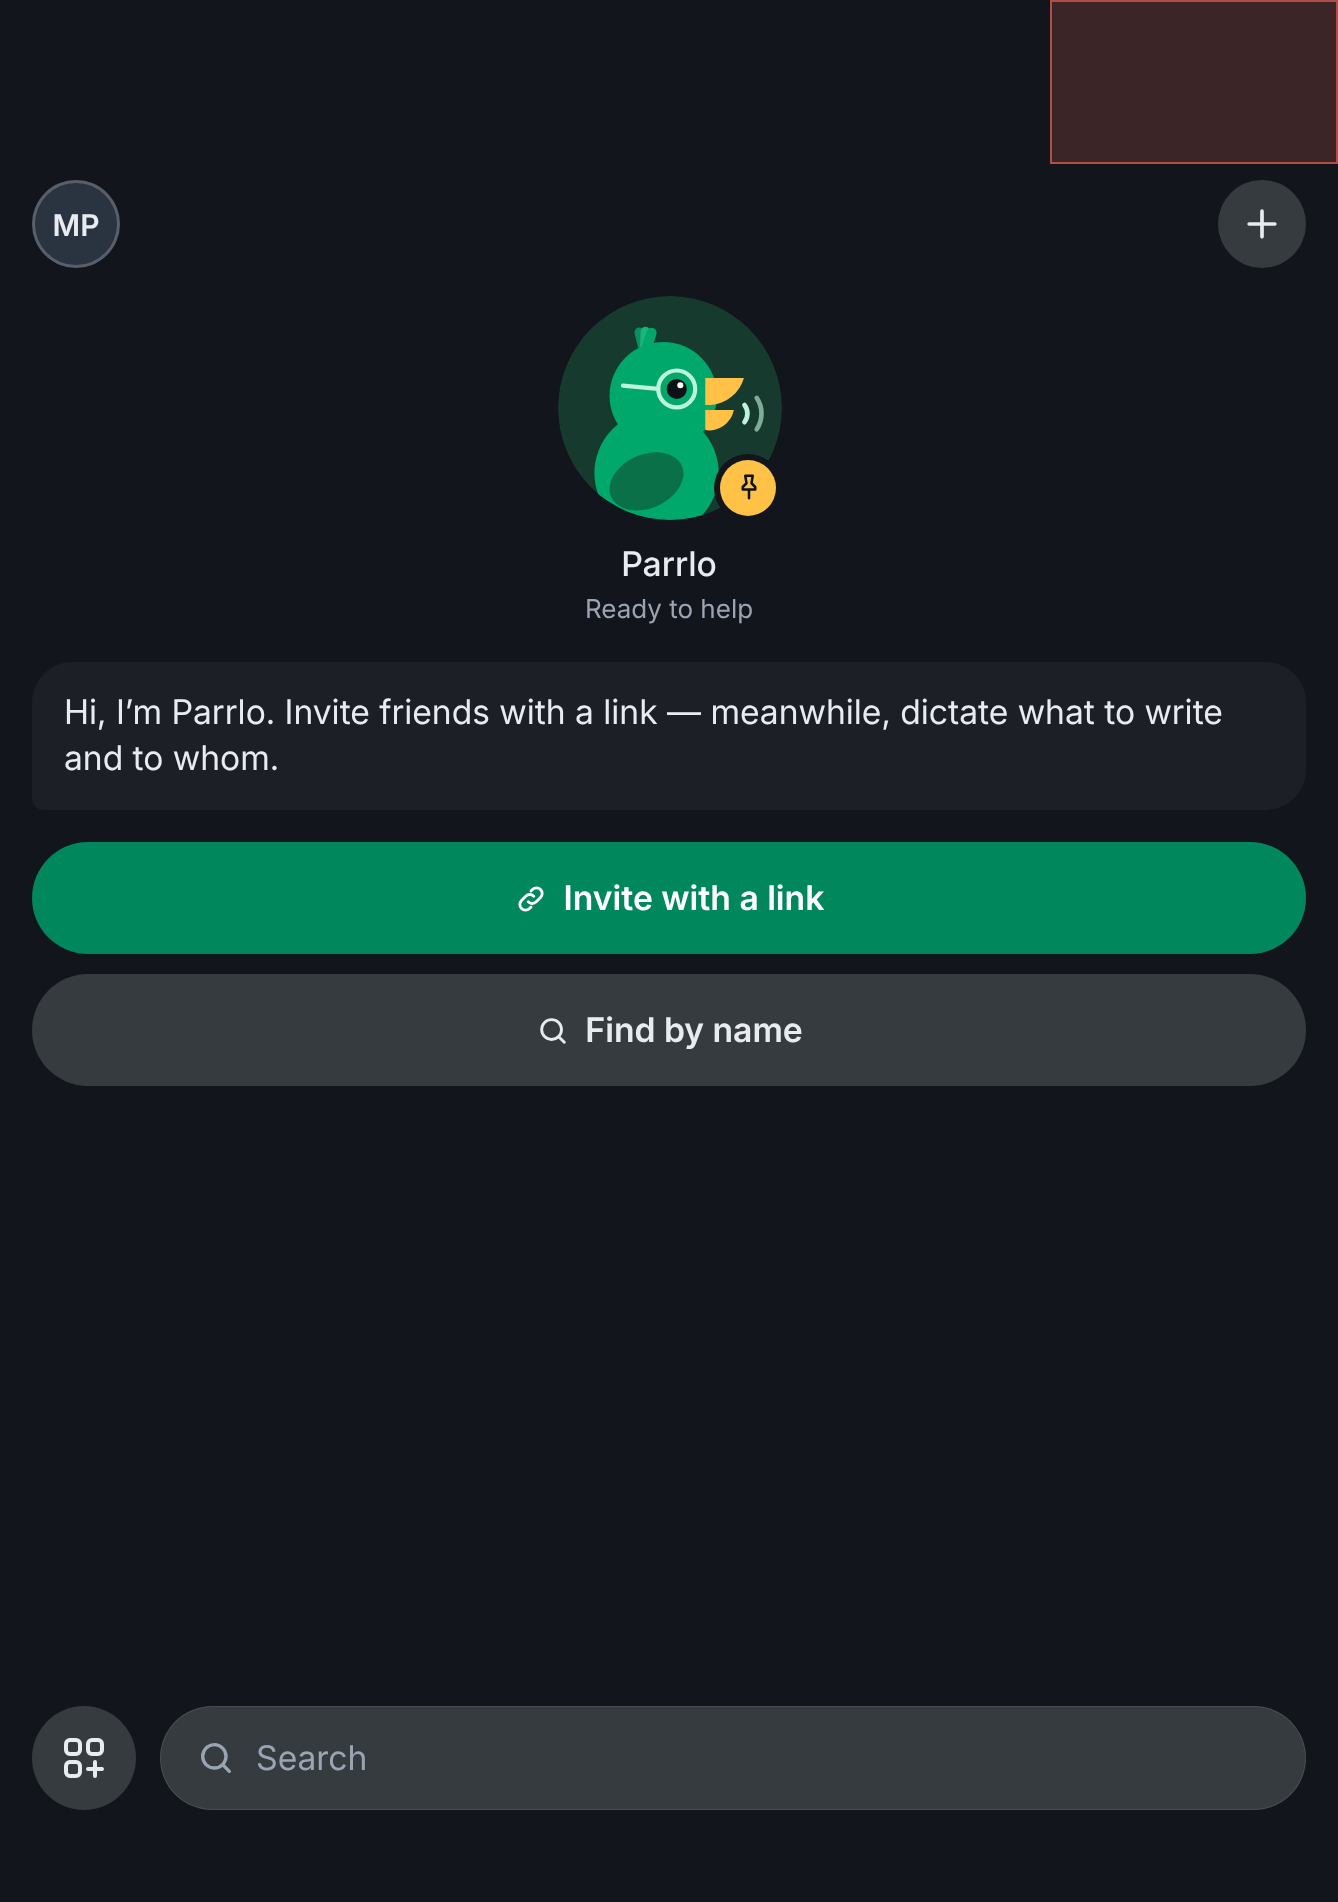 MP
Parrlo
Ready to help
Hi, I’m Parrlo. Invite friends with a link — meanwhile, dictate what to write
and to whom.
Invite with a link
Find by name
Search